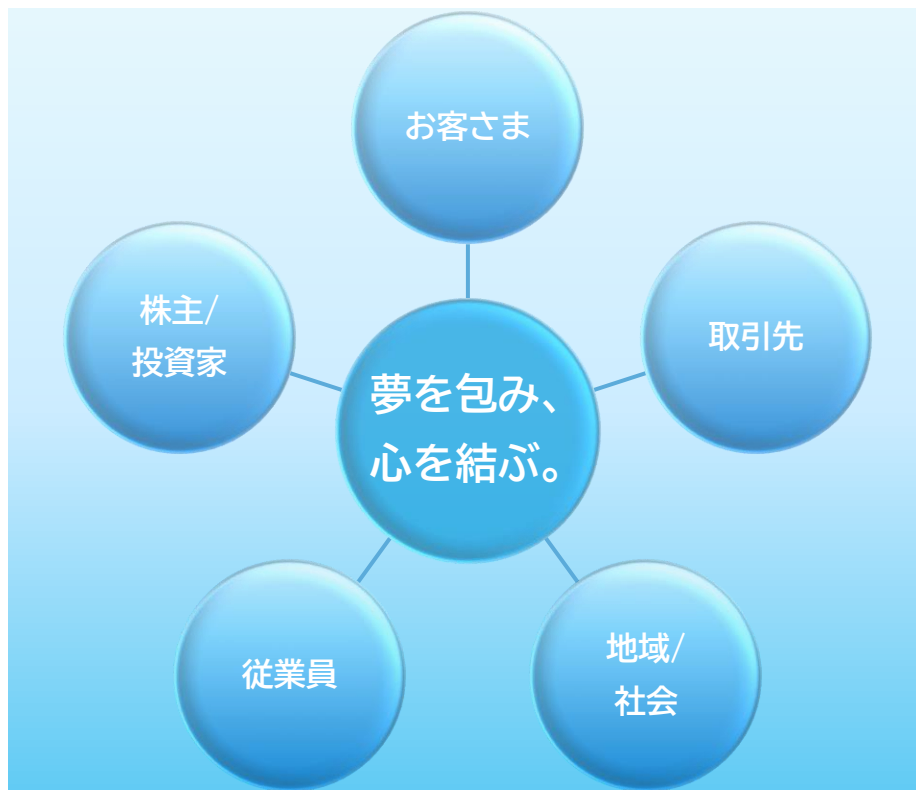 お客さま
株主/
投資家
取引先
夢を包み、
心を結ぶ。
従業員
地域/
社会